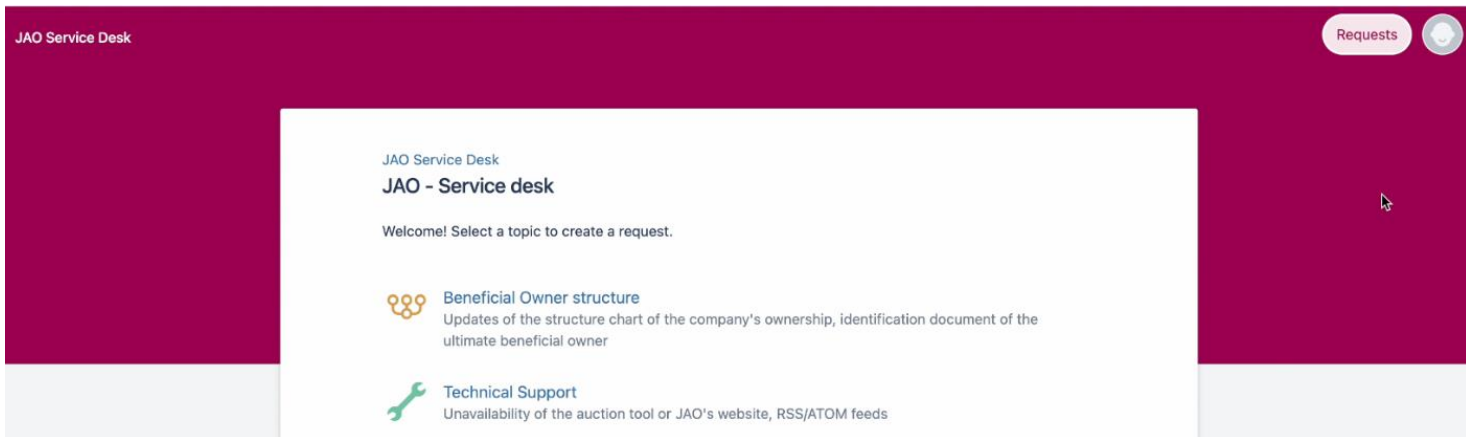 JAO Service Desk
Requests
JAO Service Desk
JAO - Service desk
Welcome! Select a topic to create a request.
Beneficial Owner structure
Updates of the structure chart of the company's ownership, identification document of the
ultimate beneficial owner
Technical Support
Unavailability of the auction tool or JAO's website, RSS/ATOM feeds